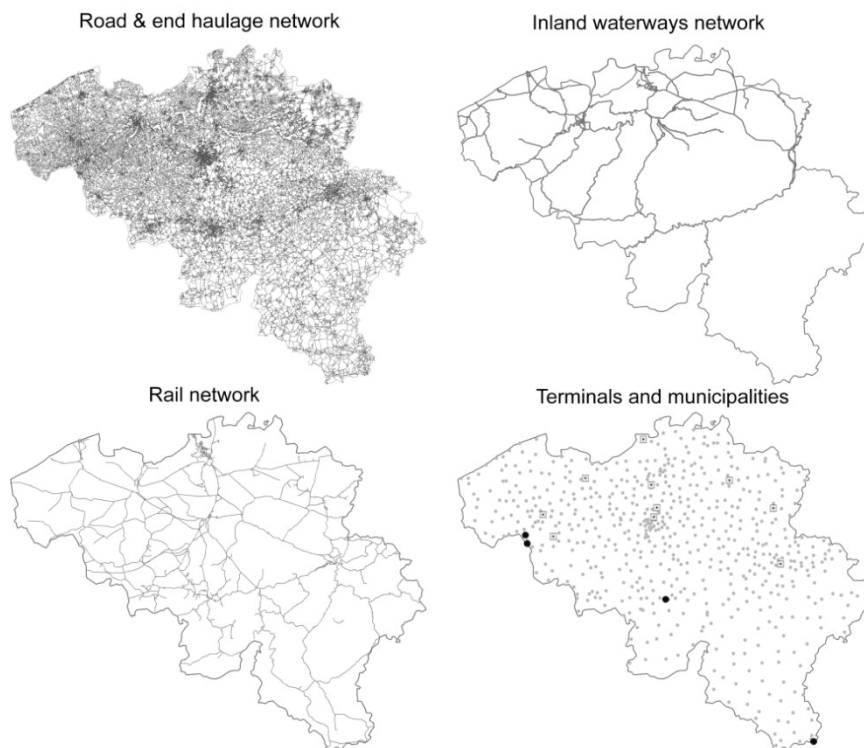 Road & end haulage network
Inland waterways network
Rail network
Terminals and municipalities